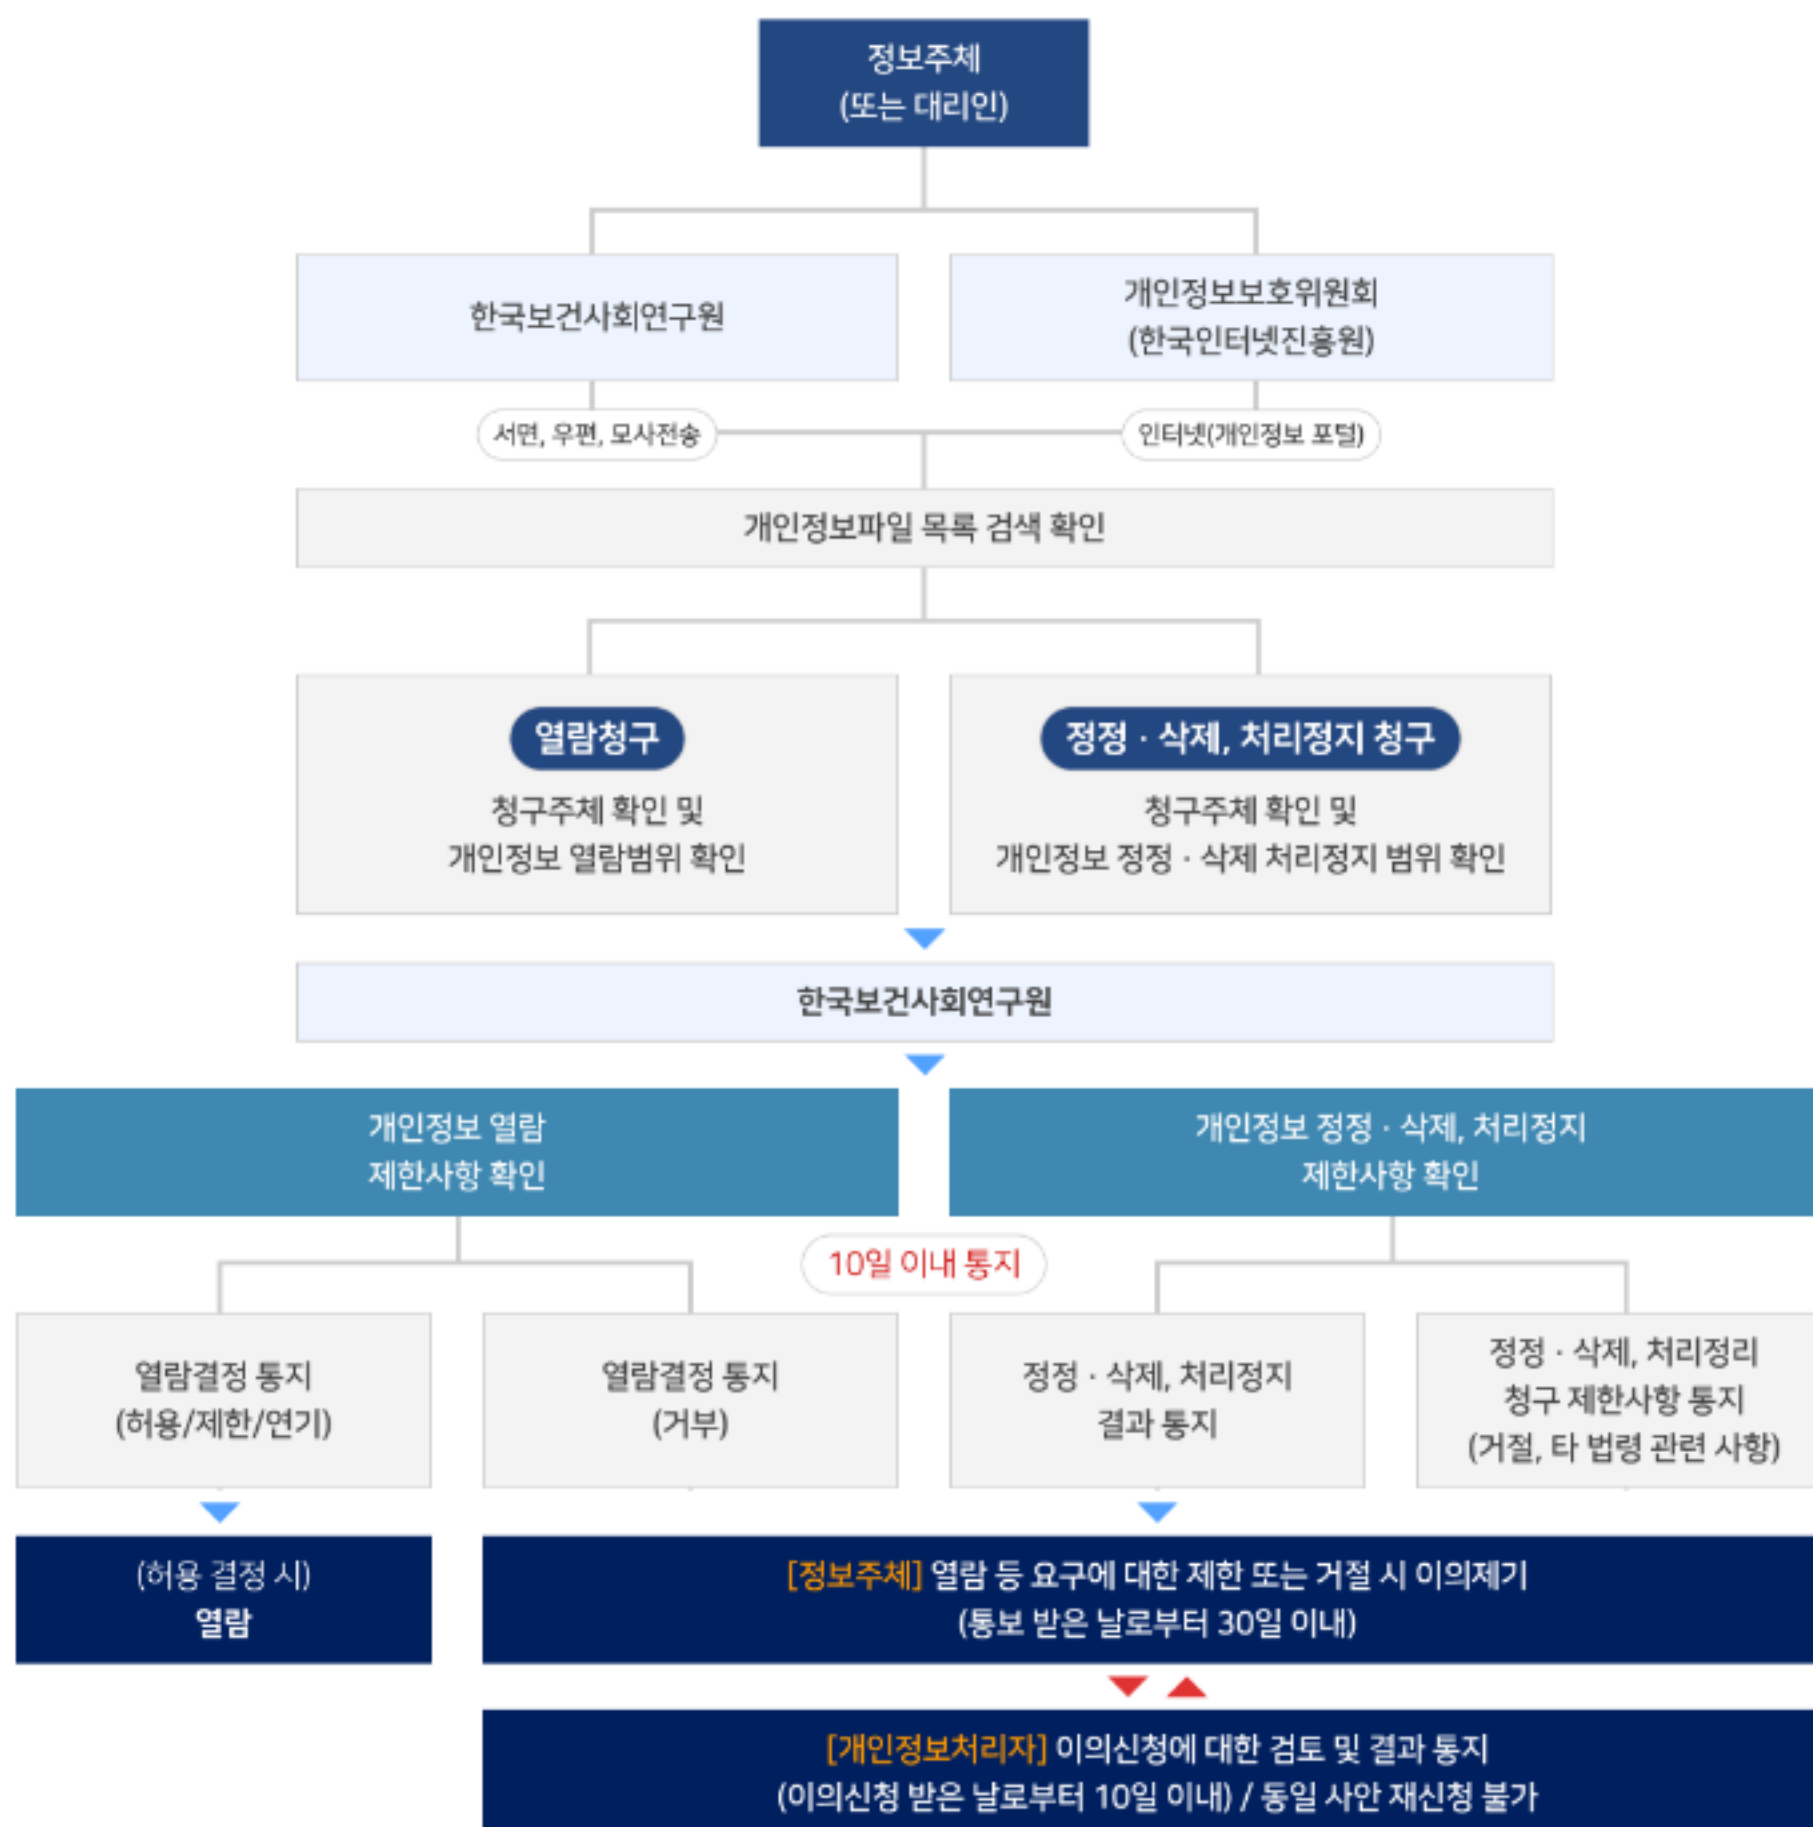 정보주체
(또는 대리인)
한국보건사회연구원
개인정보보호위원회
(한국인터넷진흥원)
서면, 우편, 모사전송
인터넷(개인정보 포털)
개인정보파일 목록 검색 확인
열람청구
청구주체 확인 및
개인정보 열람범위 확인
정정 · 삭제, 처리정지 청구
청구주체 확인 및
개인정보 정정 · 삭제 처리정지 범위 확인
한국보건사회연구원
개인정보 열람
제한사항 확인
개인정보 정정 · 삭제, 처리정지
제한사항 확인
10일 이내 통지
열람결정 통지
(허용/제한/연기)
열람결정 통지
(거부)
정정 · 삭제, 처리정지
결과 통지
정정 · 삭제, 처리정리
청구 제한사항 통지
(거절, 타 법령 관련 사항)
(허용 결정 시)
열람
[정보주체] 열람 등 요구에 대한 제한 또는 거절 시 이의제기
(통보 받은 날로부터 30일 이내)
[개인정보처리자] 이의신청에 대한 검토 및 결과 통지
(이의신청 받은 날로부터 10일 이내) / 동일 사안 재신청 불가